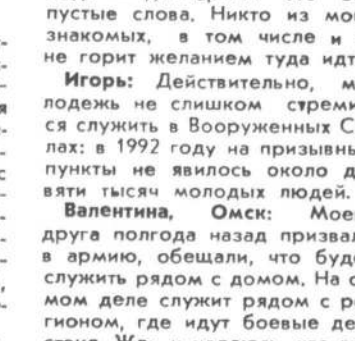 пустые слова. Никто из мо
знакомых, в том числе и
не горит желанием туда идт
Игорь: Действительно, м
лодежь не слишком стреми
ся служить в Вооруженных С
лах: в 1992 году на призывны
пункты не явилось около д
вяти тысяч молодых людей.
Валентина, Омск: Мое
друга полгода назад призвал
в армию, обещали, что буд
служить рядом с домом. На с
мом деле служит рядом с р
гионом, где идут боевые де